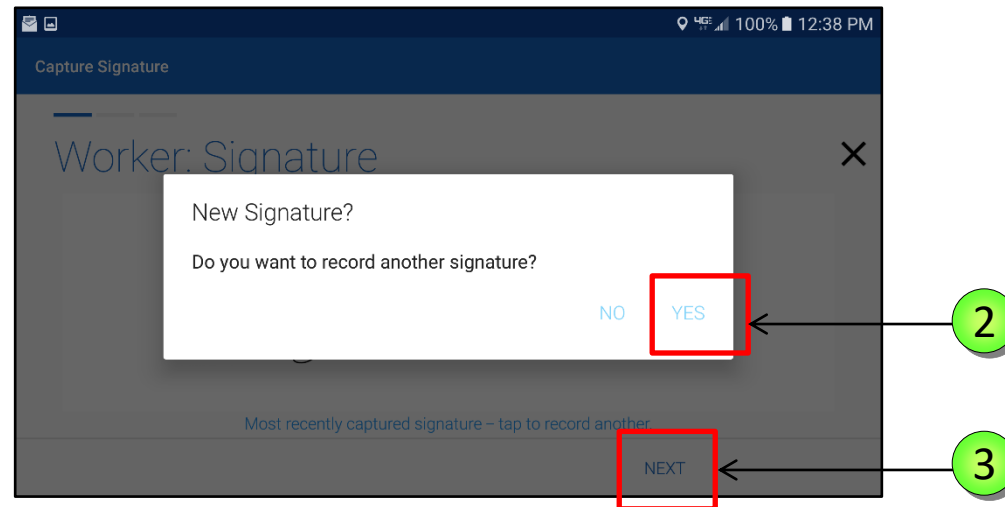 4G 100% 12:38 PM
Capture Signature
Worker: Signature
New Signature?
Do you want to record another signature?
NO YES
2
Most recently captured signature – tap to record another.
NEXT
3